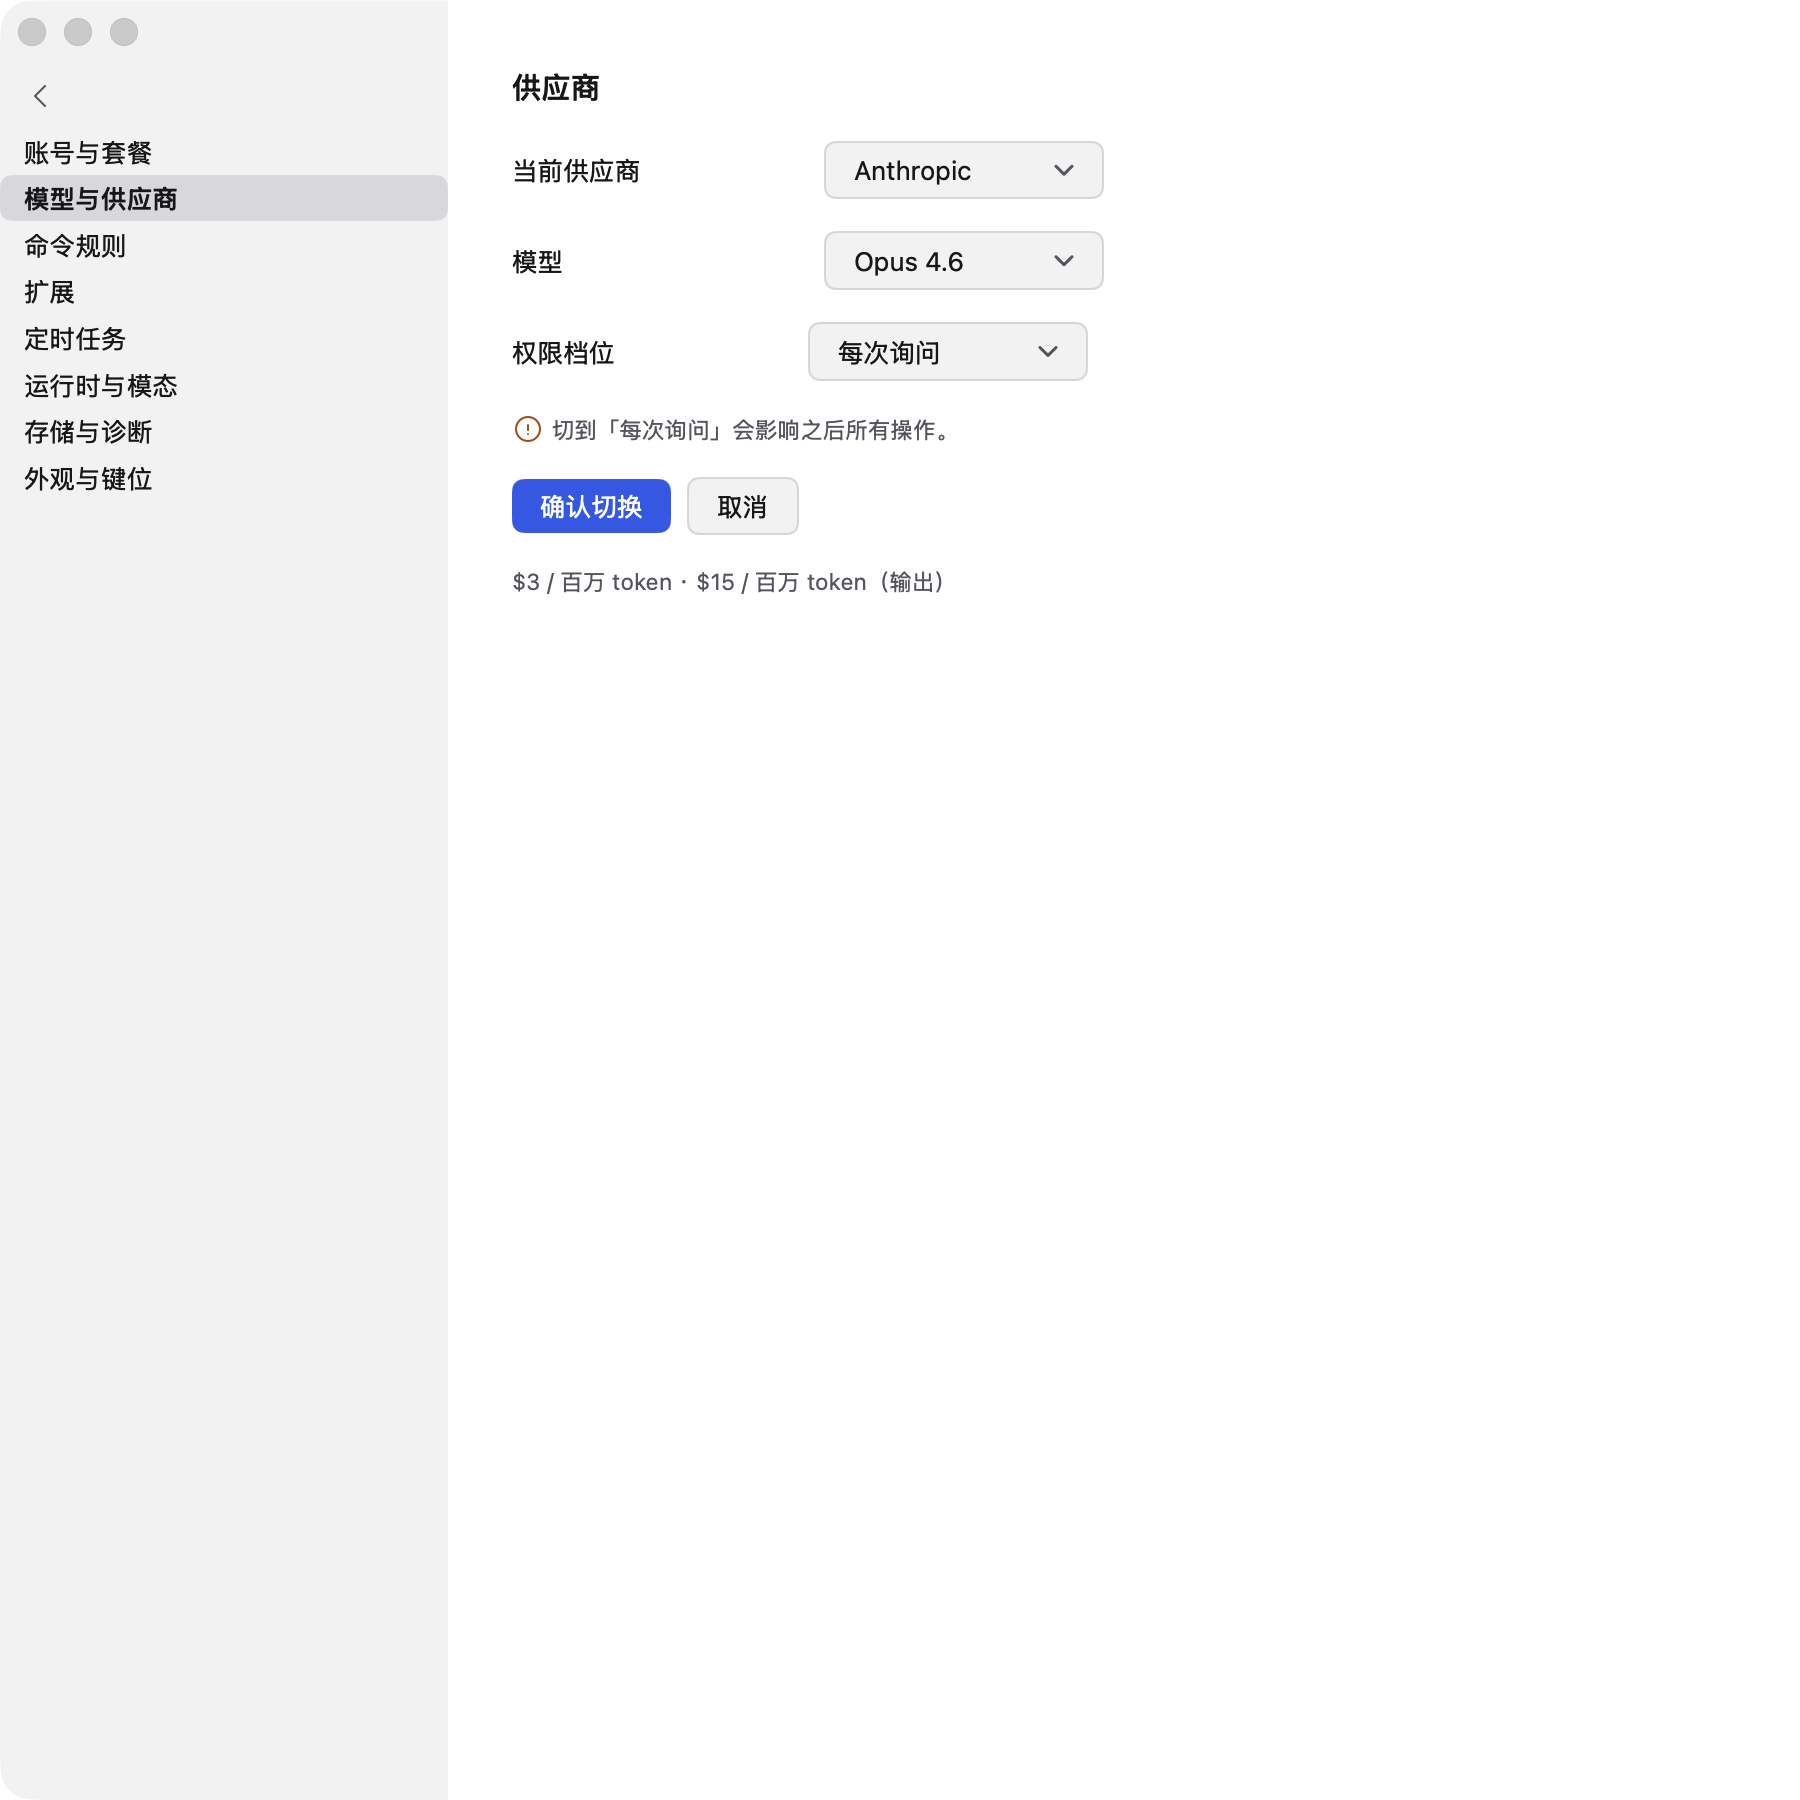 账号与套餐
模型与供应商
命令规则
扩展
定时任务
运行时与模态
存储与诊断
外观与键位
供应商
当前供应商 Anthropic
模型 Opus 4.6
权限档位 每次询问
切到「每次询问」会影响之后所有操作。
确认切换 取消
$3 / 百万 token · $15 / 百万 token（输出）